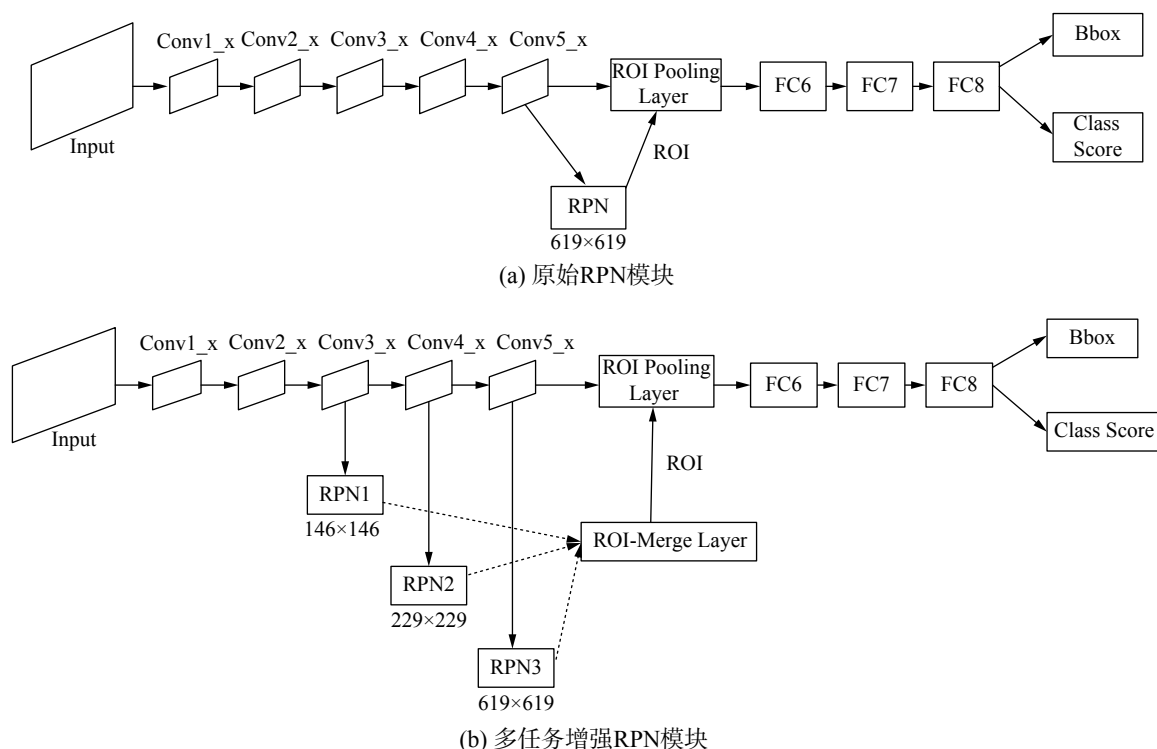 Conv1_x Conv2_x Conv3_x Conv4_x Conv5_x
Input
ROI Pooling
Layer
FC6 FC7 FC8
Bbox
Class
Score
ROI
RPN
619×619
(a) 原始RPN模块
Conv1_x Conv2_x Conv3_x Conv4_x Conv5_x
Input
ROI Pooling
Layer
FC6 FC7 FC8
Bbox
Class Score
ROI
RPN1
146×146
ROI-Merge Layer
RPN2
229×229
RPN3
619×619
(b) 多任务增强RPN模块